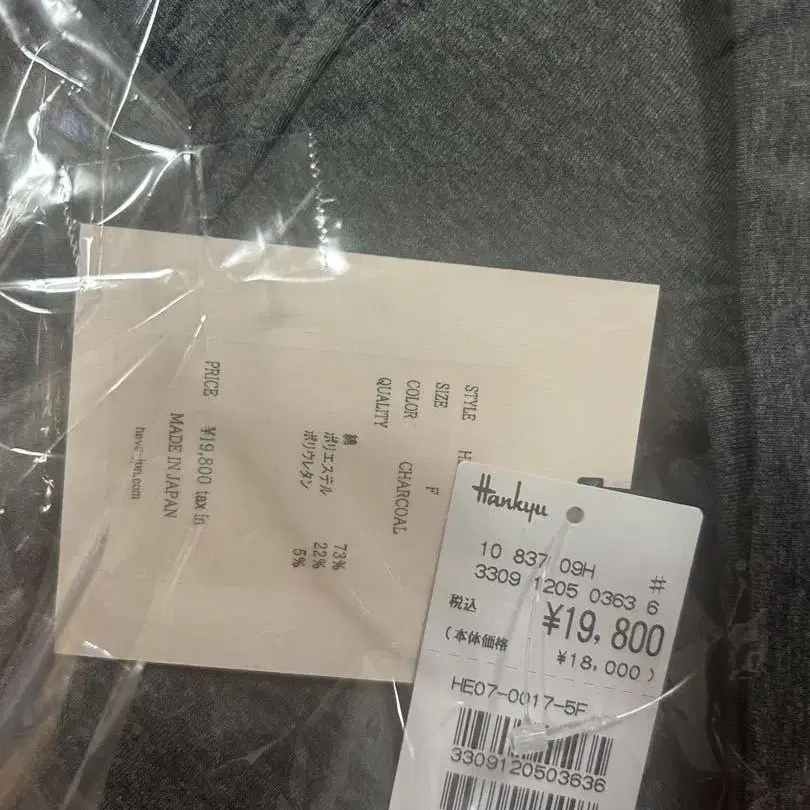 STYLE H
SIZE F
COLOR CHARCOAL
QUALITY
綿 73%
ポリエステル 22%
ポリウレタン 5%
PRICE ¥19,800 tax in
MADE IN JAPAN
Hankyu
10 837 09H #
3309 1205 0363 6
税込 ¥19,800
(本体価格 ¥18,000)
HE07-0017-5F
3309120503636